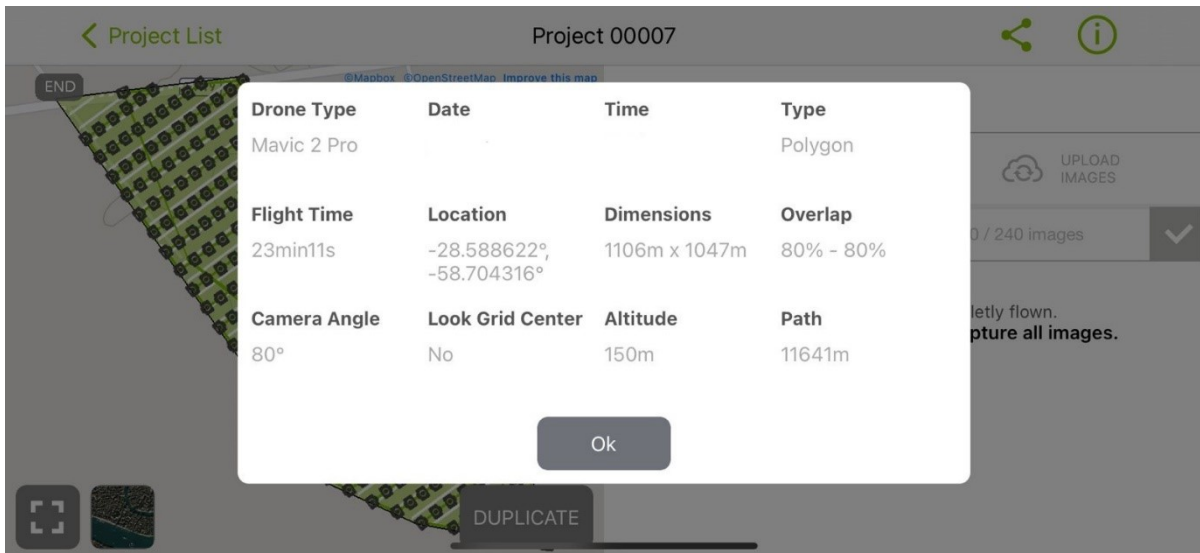 Project List
Project 00007
END
©Mapbox ©OpenStreetMap Improve this map
Drone Type Date Time Type
Mavic 2 Pro Polygon
UPLOAD
IMAGES
Flight Time Location Dimensions Overlap
23min11s -28.588622°, 1106m x 1047m 80% - 80%
-58.704316°
0 / 240 images
Camera Angle Look Grid Center Altitude Path
80° No 150m 11641m
letly flown.
pture all images.
Ok
DUPLICATE